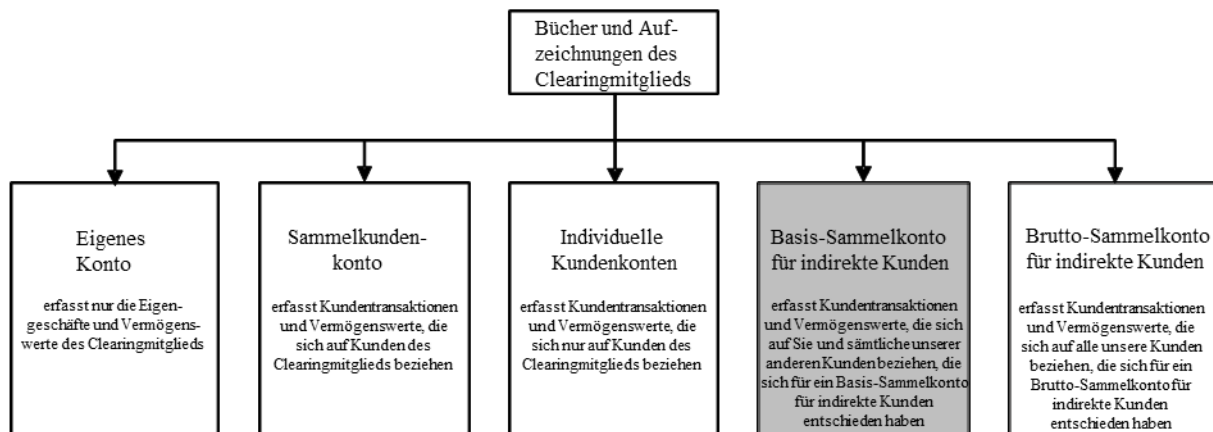 Bücher und Auf-
zeichnungen des
Clearingmitglieds
Eigenes
Konto
erfasst nur die Eigen-
geschäfte und Vermögens-
werte des Clearingmitglieds
Sammelkunden-
konto
erfasst Kundentransaktionen
und Vermögenswerte, die
sich auf Kunden des
Clearingmitglieds beziehen
Individuelle
Kundenkonten
erfasst Kundentransaktionen
und Vermögenswerte, die
sich nur auf Kunden des
Clearingmitglieds beziehen
Basis-Sammelkonto
für indirekte Kunden
erfasst Kundentransaktionen
und Vermögenswerte, die sich
auf Sie und sämtliche unserer
anderen Kunden beziehen, die
sich für ein Basis-Sammelkonto
für indirekte Kunden
entschieden haben
Brutto-Sammelkonto
für indirekte Kunden
erfasst Kundentransaktionen
und Vermögenswerte, die
sich auf alle unsere Kunden
beziehen, die sich für ein
Brutto-Sammelkonto für
indirekte Kunden
entschieden haben